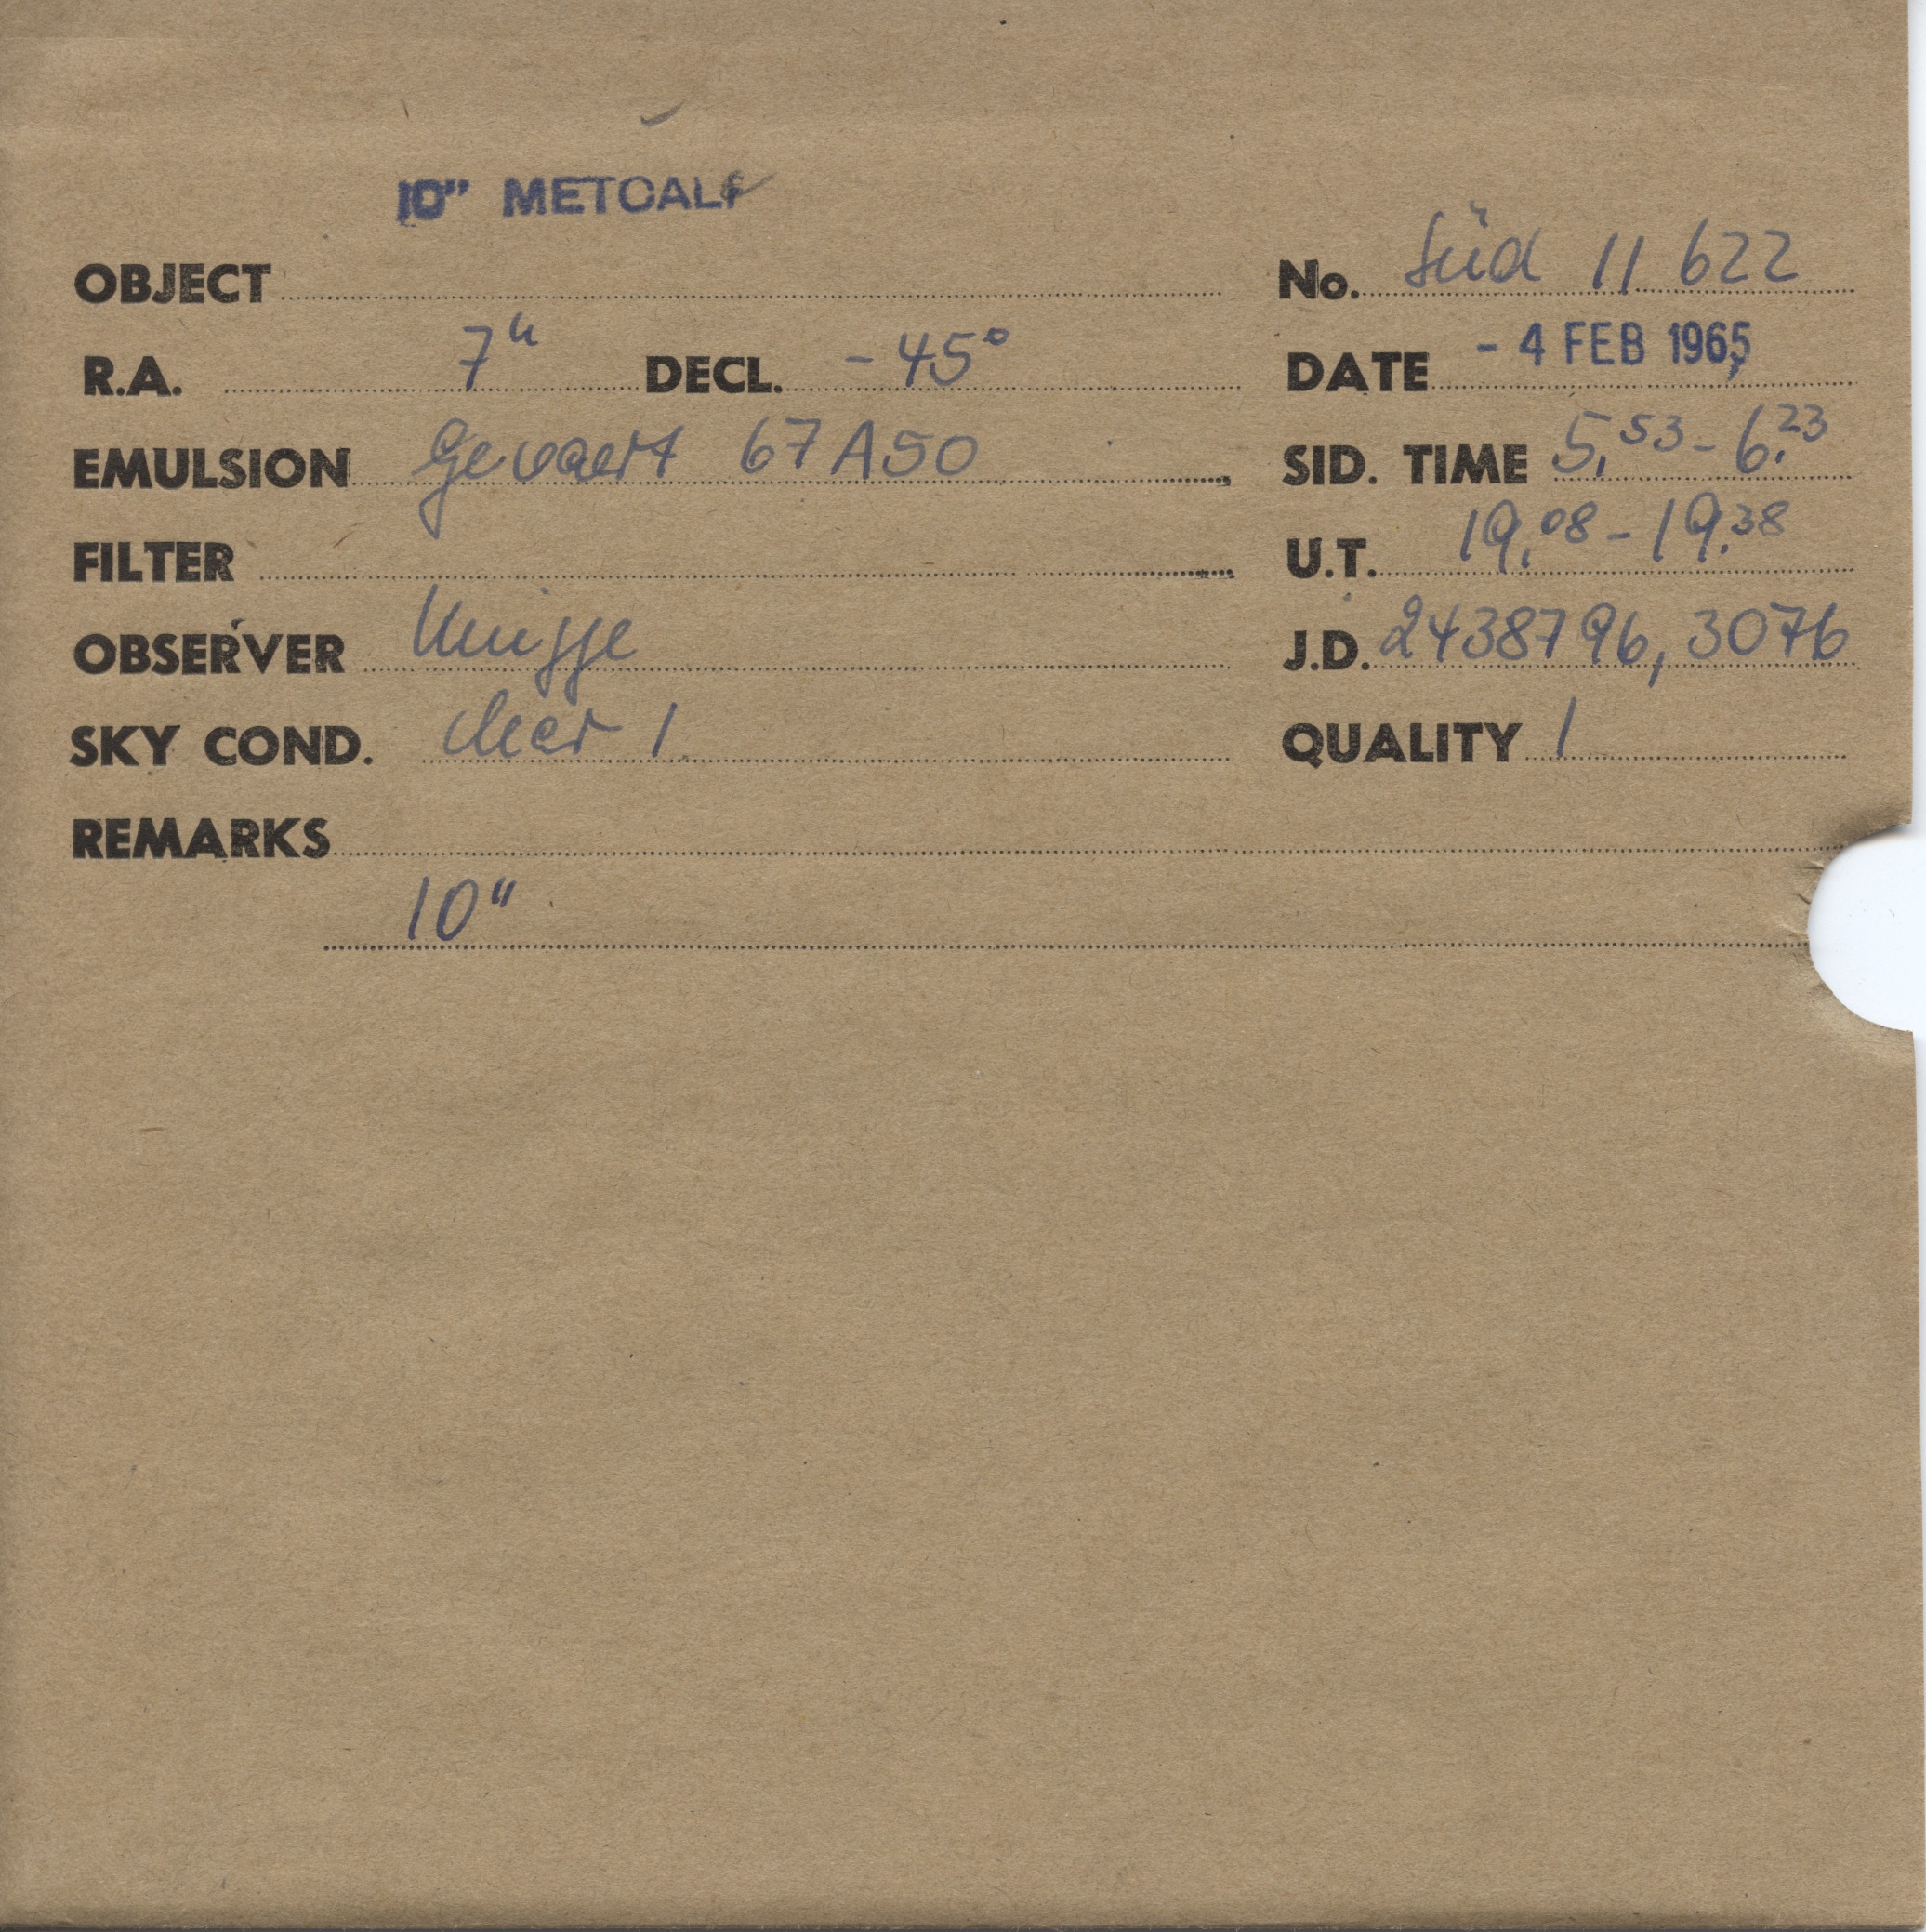 10" METCALF
OBJECT No. Süd 11 622
R.A. 7h DECL. -45° DATE - 4 FEB 1965
EMULSION Gevaert 67A50 SID. TIME 5,53 - 6,23
FILTER U.T. 19,08 - 19,38
OBSERVER J.D. 2438796,3076
SKY COND. clear 1 QUALITY 1
REMARKS
10"